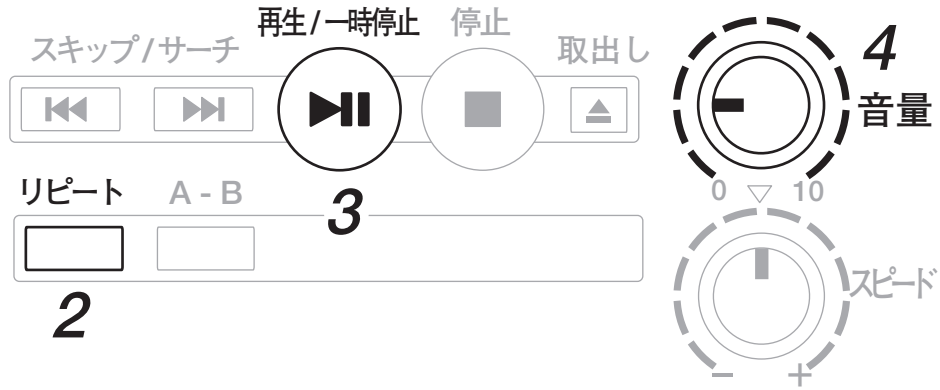 再生/一時停止
停止
スキップ/サーチ
取出し
4
音量
リピート
A - B
3
0
10
2
スピード
−
+